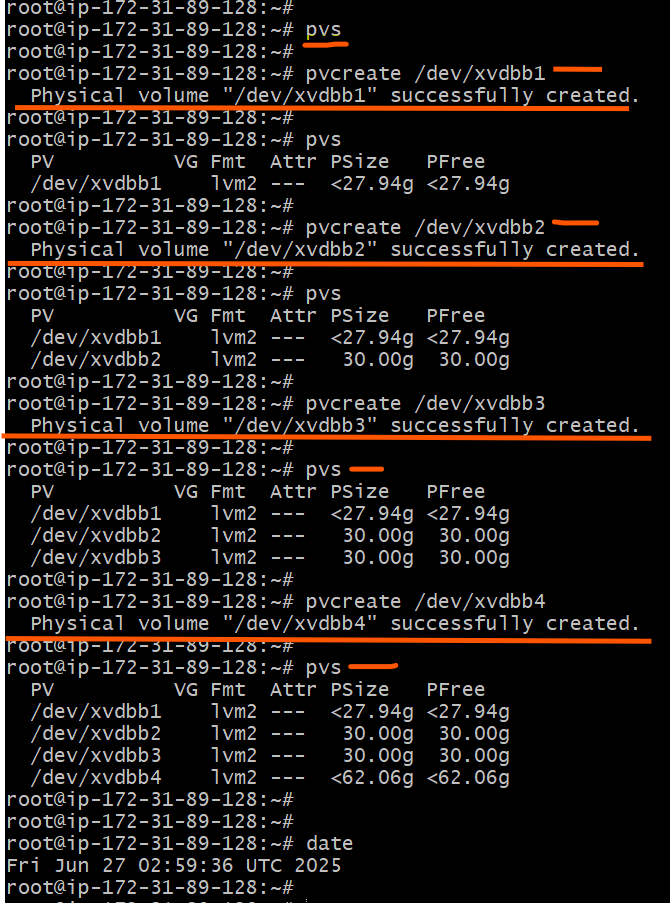 root@ip-172-31-89-128:~#
root@ip-172-31-89-128:~# pvs
root@ip-172-31-89-128:~#
root@ip-172-31-89-128:~# pvcreate /dev/xvdbb1
  Physical volume "/dev/xvdbb1" successfully created.
root@ip-172-31-89-128:~#
root@ip-172-31-89-128:~# pvs
  PV          VG Fmt  Attr PSize   PFree
  /dev/xvdbb1    lvm2 ---  <27.94g <27.94g
root@ip-172-31-89-128:~#
root@ip-172-31-89-128:~# pvcreate /dev/xvdbb2
  Physical volume "/dev/xvdbb2" successfully created.
root@ip-172-31-89-128:~#
root@ip-172-31-89-128:~# pvs
  PV          VG Fmt  Attr PSize   PFree
  /dev/xvdbb1    lvm2 ---  <27.94g <27.94g
  /dev/xvdbb2    lvm2 ---   30.00g  30.00g
root@ip-172-31-89-128:~#
root@ip-172-31-89-128:~# pvcreate /dev/xvdbb3
  Physical volume "/dev/xvdbb3" successfully created.
root@ip-172-31-89-128:~#
root@ip-172-31-89-128:~# pvs
  PV          VG Fmt  Attr PSize   PFree
  /dev/xvdbb1    lvm2 ---  <27.94g <27.94g
  /dev/xvdbb2    lvm2 ---   30.00g  30.00g
  /dev/xvdbb3    lvm2 ---   30.00g  30.00g
root@ip-172-31-89-128:~#
root@ip-172-31-89-128:~# pvcreate /dev/xvdbb4
  Physical volume "/dev/xvdbb4" successfully created.
root@ip-172-31-89-128:~#
root@ip-172-31-89-128:~# pvs
  PV          VG Fmt  Attr PSize   PFree
  /dev/xvdbb1    lvm2 ---  <27.94g <27.94g
  /dev/xvdbb2    lvm2 ---   30.00g  30.00g
  /dev/xvdbb3    lvm2 ---   30.00g  30.00g
  /dev/xvdbb4    lvm2 ---  <62.06g <62.06g
root@ip-172-31-89-128:~#
root@ip-172-31-89-128:~#
root@ip-172-31-89-128:~# date
Fri Jun 27 02:59:36 UTC 2025
root@ip-172-31-89-128:~#